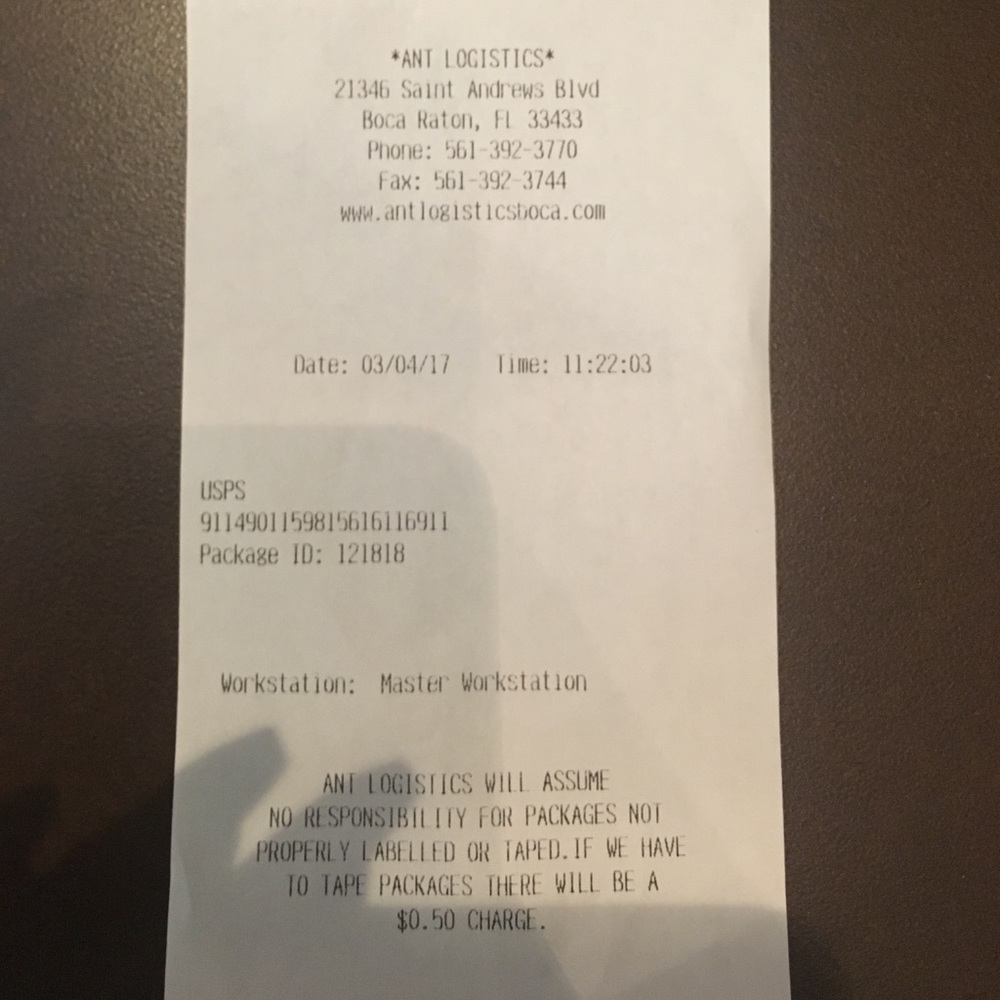 *ANT LOGISTICS*
21346 Saint Andrews Blvd
Boca Raton, FL 33433
Phone: 561-392-3770
Fax: 561-392-3744
www.antlogisticsboca.com
Date: 03/04/17 Time: 11:22:03
USPS
9114901159815616116911
Package ID: 121818
Workstation: Master Workstation
ANT LOGISTICS WILL ASSUME
NO RESPONSIBILITY FOR PACKAGES NOT
PROPERLY LABELLED OR TAPED.IF WE HAVE
TO TAPE PACKAGES THERE WILL BE A
$0.50 CHARGE.